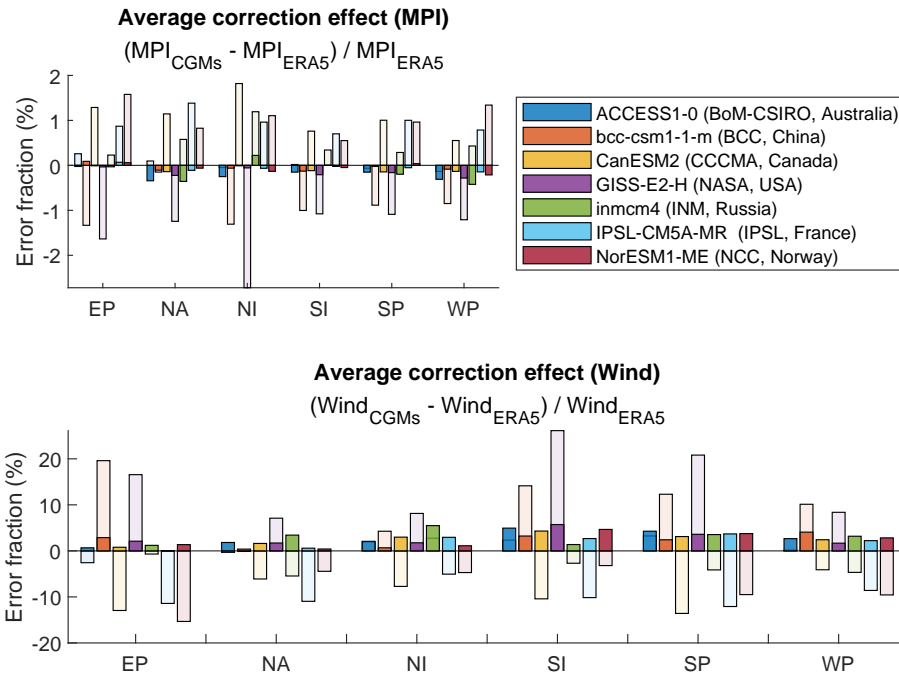 Average correction effect (MPI)
(MPI_CGMs - MPI_ERA5) / MPI_ERA5
Error fraction (%)
2
1
0
-1
-2
EP NA NI SI SP WP
ACCESS1-0 (BoM-CSIRO, Australia)
bcc-csm1-1-m (BCC, China)
CanESM2 (CCCMA, Canada)
GISS-E2-H (NASA, USA)
inmcm4 (INM, Russia)
IPSL-CM5A-MR (IPSL, France)
NorESM1-ME (NCC, Norway)
Average correction effect (Wind)
(Wind_CGMs - Wind_ERA5) / Wind_ERA5
Error fraction (%)
20
10
0
-10
-20
EP NA NI SI SP WP